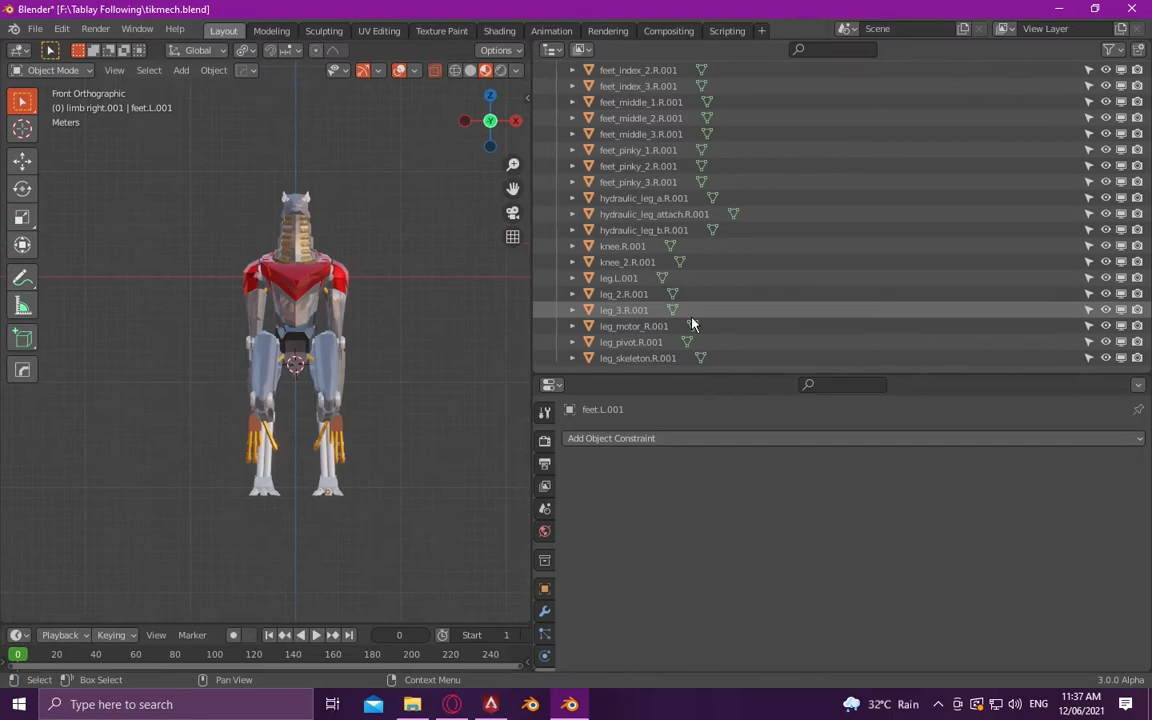 Blender* [F:\Tablay Following\tikmech.blend]
File Edit Render Window Help Layout Modeling Sculpting UV Editing Texture Paint Shading Animation Rendering Compositing Scripting + Scene View Layer
Global Options
Object Mode View Select Add Object
Front Orthographic
(0) limb right.001 | feet.L.001
Meters
Z
Y
X
feet_index_2.R.001
feet_index_3.R.001
feet_middle_1.R.001
feet_middle_2.R.001
feet_middle_3.R.001
feet_pinky_1.R.001
feet_pinky_2.R.001
feet_pinky_3.R.001
hydraulic_leg_a.R.001
hydraulic_leg_attach.R.001
hydraulic_leg_b.R.001
knee.R.001
knee_2.R.001
leg.L.001
leg_2.R.001
leg_3.R.001
leg_motor_R.001
leg_pivot.R.001
leg_skeleton.R.001
feet.L.001
Add Object Constraint
Playback Keying View Marker 0 Start 1
0 20 40 60 80 100 120 140 160 180 200 220 240
Select Box Select Pan View Context Menu 3.0.0 Alpha
Type here to search 32°C Rain ENG 11:37 AM
12/06/2021